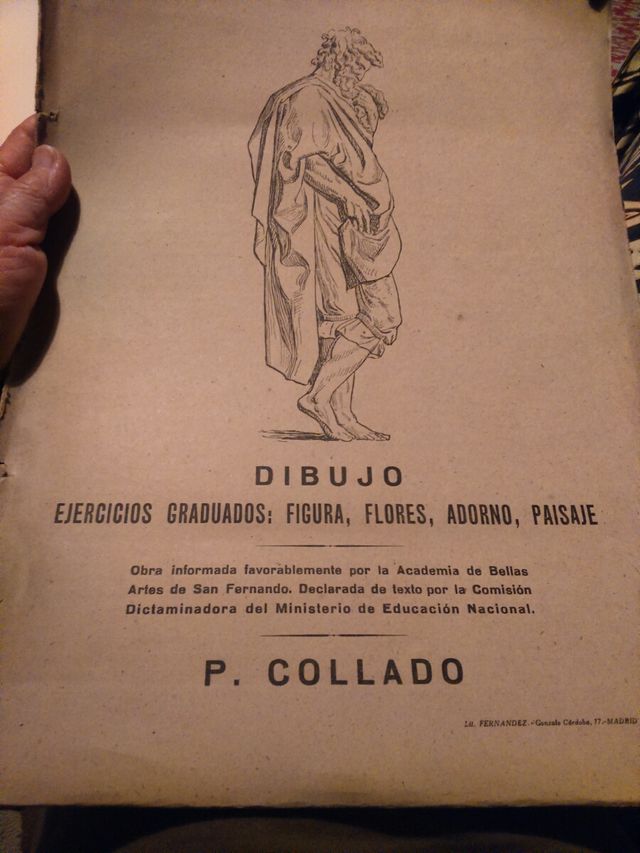 DIBUJO
EJERCICIOS GRADUADOS: FIGURA, FLORES, ADORNO, PAISAJE
Obra informada favorablemente por la Academia de Bellas
Artes de San Fernando. Declarada de texto por la Comisión
Dictaminadora del Ministerio de Educación Nacional.
P. COLLADO
Lit. FERNANDEZ.-Gonzalo Córdoba, 17.-MADRID